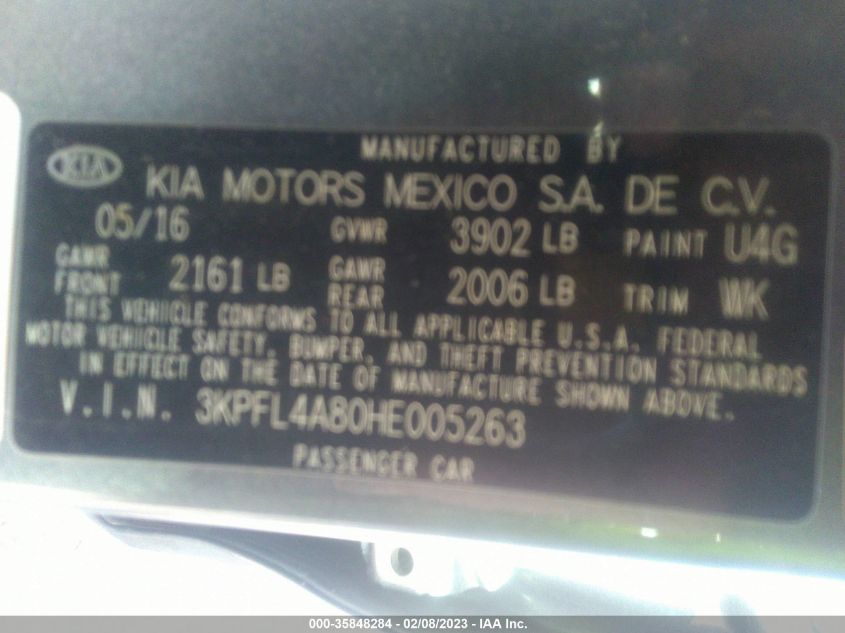 MANUFACTURED BY
KIA KIA MOTORS MEXICO S.A. DE C.V.
05/16 GVWR 3902 LB PAINT U4G
GAWR FRONT 2161 LB GAWR REAR 2006 LB TRIM WK
THIS VEHICLE CONFORMS TO ALL APPLICABLE U.S.A. FEDERAL
MOTOR VEHICLE SAFETY, BUMPER, AND THEFT PREVENTION STANDARDS
IN EFFECT ON THE DATE OF MANUFACTURE SHOWN ABOVE.
V.I.N. 3KPFL4A80HE005263
PASSENGER CAR
000-35848284 - 02/08/2023 - IAA Inc.